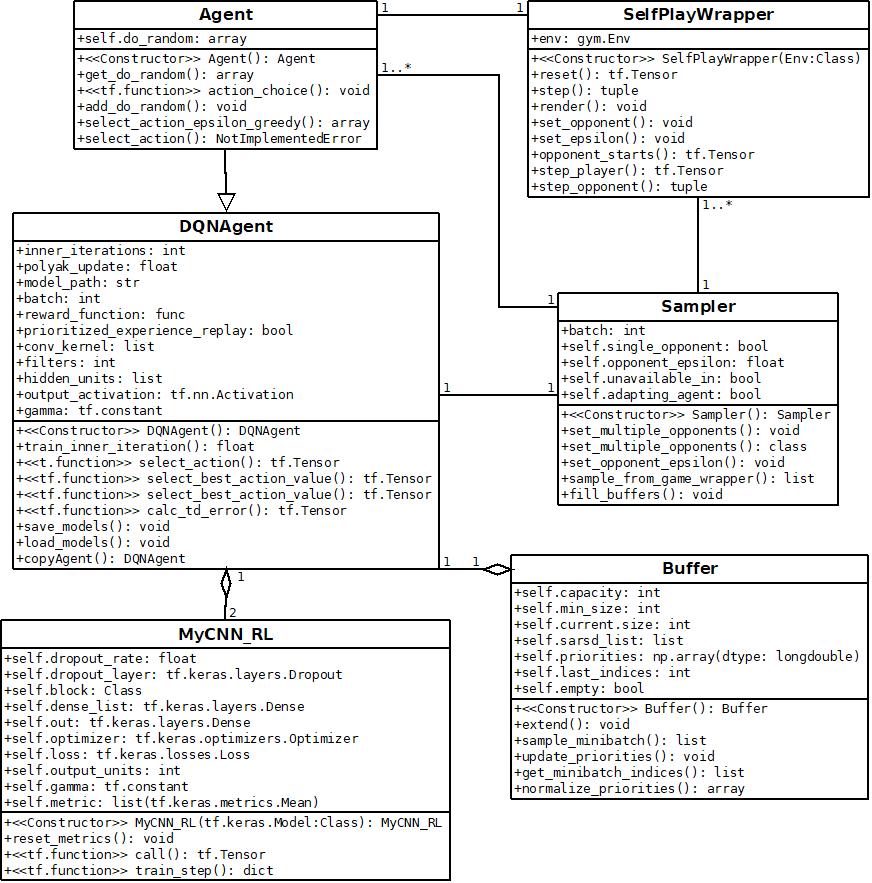 Agent
+self.do_random: array
+<<Constructor>> Agent(): Agent
+get_do_random(): array
+<<tf.function>> action_choice(): void
+add_do_random(): void
+select_action_epsilon_greedy(): array
+select_action(): NotImplementedError
1
1
1..*
SelfPlayWrapper
+env: gym.Env
+<<Constructor>> SelfPlayWrapper(Env:Class)
+reset(): tf.Tensor
+step(): tuple
+render(): void
+set_opponent(): void
+set_epsilon(): void
+opponent_starts(): tf.Tensor
+step_player(): tf.Tensor
+step_opponent(): tuple
1..*
1
DQNAgent
+inner_iterations: int
+polyak_update: float
+model_path: str
+batch: int
+reward_function: func
+prioritized_experience_replay: bool
+conv_kernel: list
+filters: int
+hidden_units: list
+output_activation: tf.nn.Activation
+gamma: tf.constant
+<<Constructor>> DQNAgent(): DQNAgent
+train_inner_iteration(): float
+<<t.function>> select_action(): tf.Tensor
+<<tf.function>> select_best_action_value(): tf.Tensor
+<<tf.function>> select_best_action_value(): tf.Tensor
+<<tf.function>> calc_td_error(): tf.Tensor
+save_models(): void
+load_models(): void
+copyAgent(): DQNAgent
1
1
1
Sampler
+batch: int
+self.single_opponent: bool
+self.opponent_epsilon: float
+self.unavailable_in: bool
+self.adapting_agent: bool
+<<Constructor>> Sampler(): Sampler
+set_multiple_opponents(): void
+set_multiple_opponents(): class
+set_opponent_epsilon(): void
+sample_from_game_wrapper(): list
+fill_buffers(): void
1
1
1
2
MyCNN_RL
+self.dropout_rate: float
+self.dropout_layer: tf.keras.layers.Dropout
+self.block: Class
+self.dense_list: tf.keras.layers.Dense
+self.out: tf.keras.layers.Dense
+self.optimizer: tf.keras.optimizers.Optimizer
+self.loss: tf.keras.losses.Loss
+self.output_units: int
+self.gamma: tf.constant
+self.metric: list(tf.keras.metrics.Mean)
+<<Constructor>> MyCNN_RL(tf.keras.Model:Class): MyCNN_RL
+reset_metrics(): void
+<<tf.function>> call(): tf.Tensor
+<<tf.function>> train_step(): dict
Buffer
+self.capacity: int
+self.min_size: int
+self.current.size: int
+self.sarsd_list: list
+self.priorities: np.array(dtype: longdouble)
+self.last_indices: int
+self.empty: bool
+<<Constructor>> Buffer(): Buffer
+extend(): void
+sample_minibatch(): list
+update_priorities(): void
+get_minibatch_indices(): list
+normalize_priorities(): array